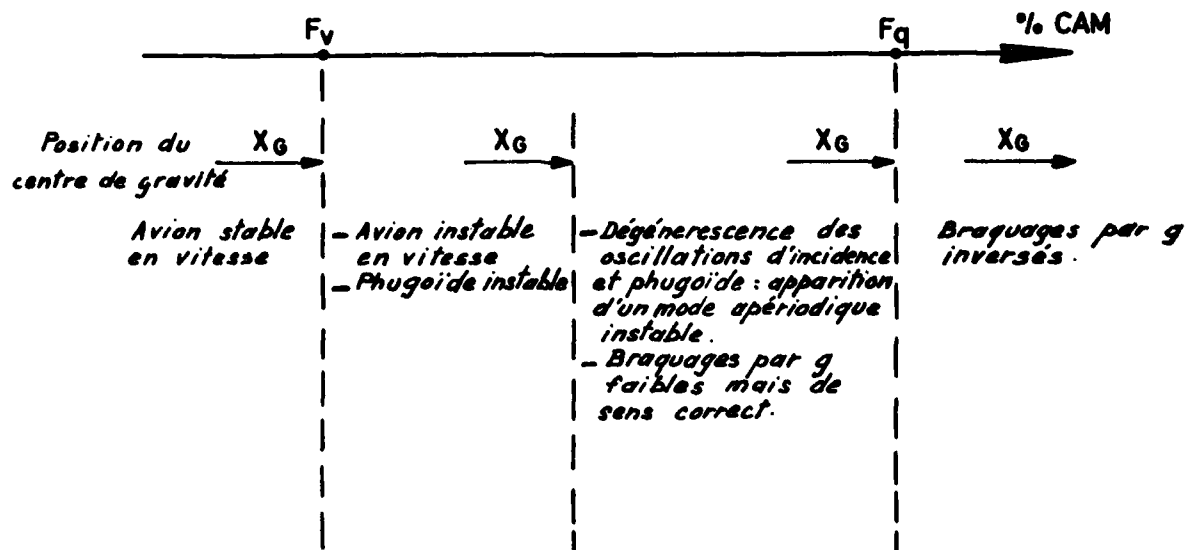 Fv
Fq
% CAM
Position du
centre de gravité
XG
XG
XG
XG
Avion stable
en vitesse
- Avion instable
en vitesse
- Phugoïde instable
- Dégénerescence des
oscillations d'incidence
et phugoïde : apparition
d'un mode apériodique
instable.
- Braquages par g
faibles mais de
sens correct.
Braquages par g
inversés.